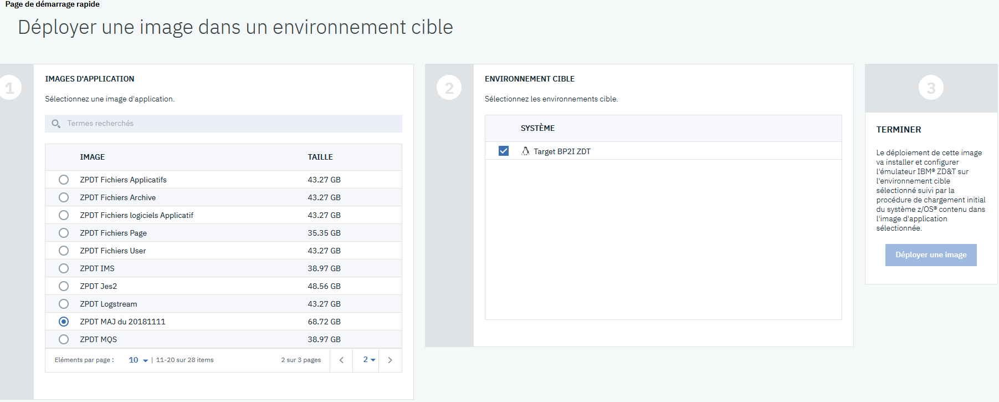 Page de démarrage rapide
Déployer une image dans un environnement cible
1
IMAGES D'APPLICATION
Sélectionnez une image d'application.
Termes recherchés
IMAGE TAILLE
ZPDT Fichiers Applicatifs 43.27 GB
ZPDT Fichiers Archive 43.27 GB
ZPDT Fichiers logiciels Applicatif 43.27 GB
ZPDT Fichiers Page 35.35 GB
ZPDT Fichiers User 43.27 GB
ZPDT IMS 38.97 GB
ZPDT Jes2 48.56 GB
ZPDT Logstream 43.27 GB
ZPDT MAJ du 20181111 68.72 GB
ZPDT MQS 38.97 GB
Eléments par page : 10 | 11-20 sur 28 items 2 sur 3 pages 2
2
ENVIRONNEMENT CIBLE
Sélectionnez les environnements cible.
SYSTÈME
Target BP2I ZDT
3
TERMINER
Le déploiement de cette image
va installer et configurer
l'émulateur IBM® ZD&T sur
l'environnement cible
sélectionné suivi par la
procédure de chargement initial
du système z/OS® contenu dans
l'image d'application
sélectionnée.
Déployer une image